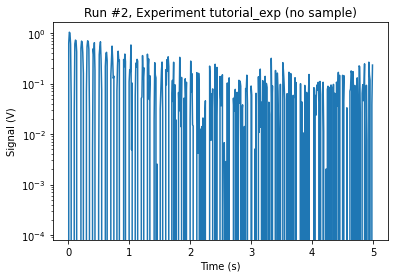 Run #2, Experiment tutorial_exp (no sample)
Signal (V)
10⁰
10⁻¹
10⁻²
10⁻³
10⁻⁴
0 1 2 3 4 5
Time (s)